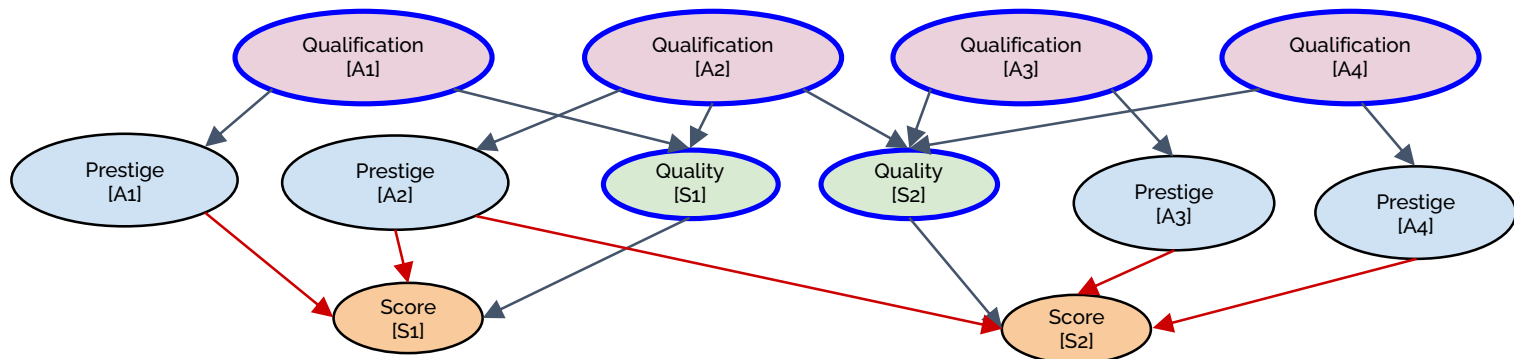 Qualification
[A1]
Qualification
[A2]
Qualification
[A3]
Qualification
[A4]
Prestige
[A1]
Prestige
[A2]
Quality
[S1]
Quality
[S2]
Prestige
[A3]
Prestige
[A4]
Score
[S1]
Score
[S2]